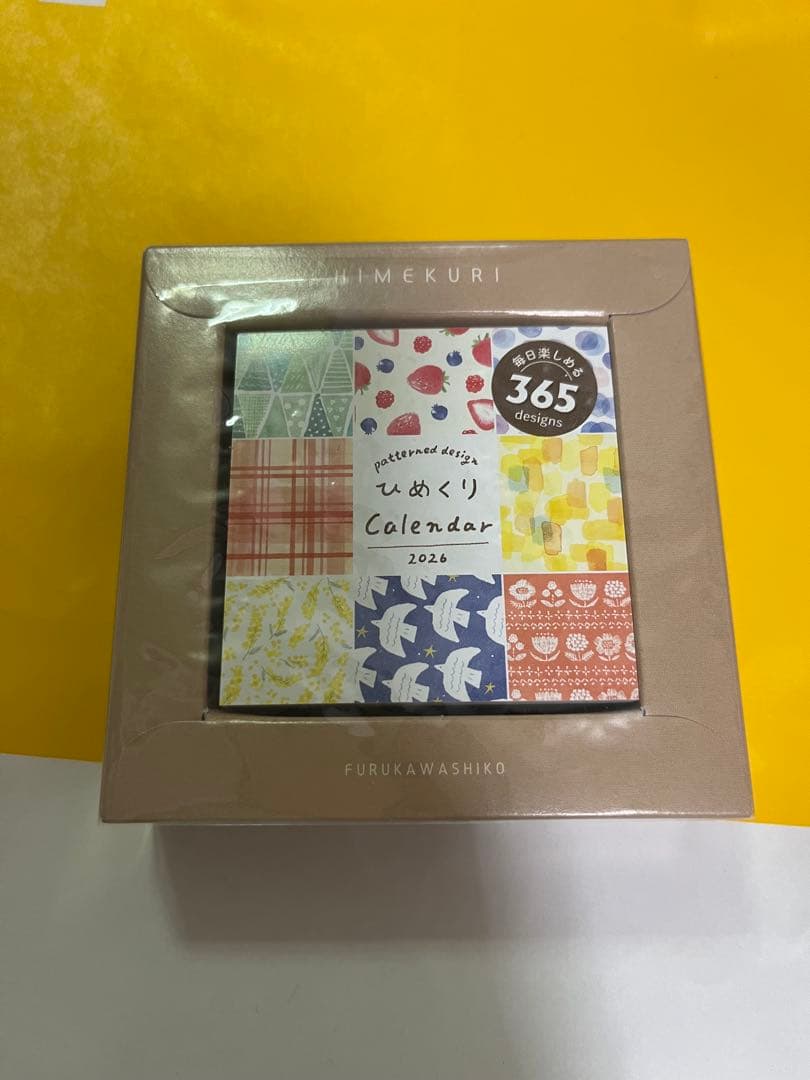 HIMEKURI
毎日楽しめる
365
designs
patterned design
ひめくり
Calendar
2026
FURUKAWASHIKO